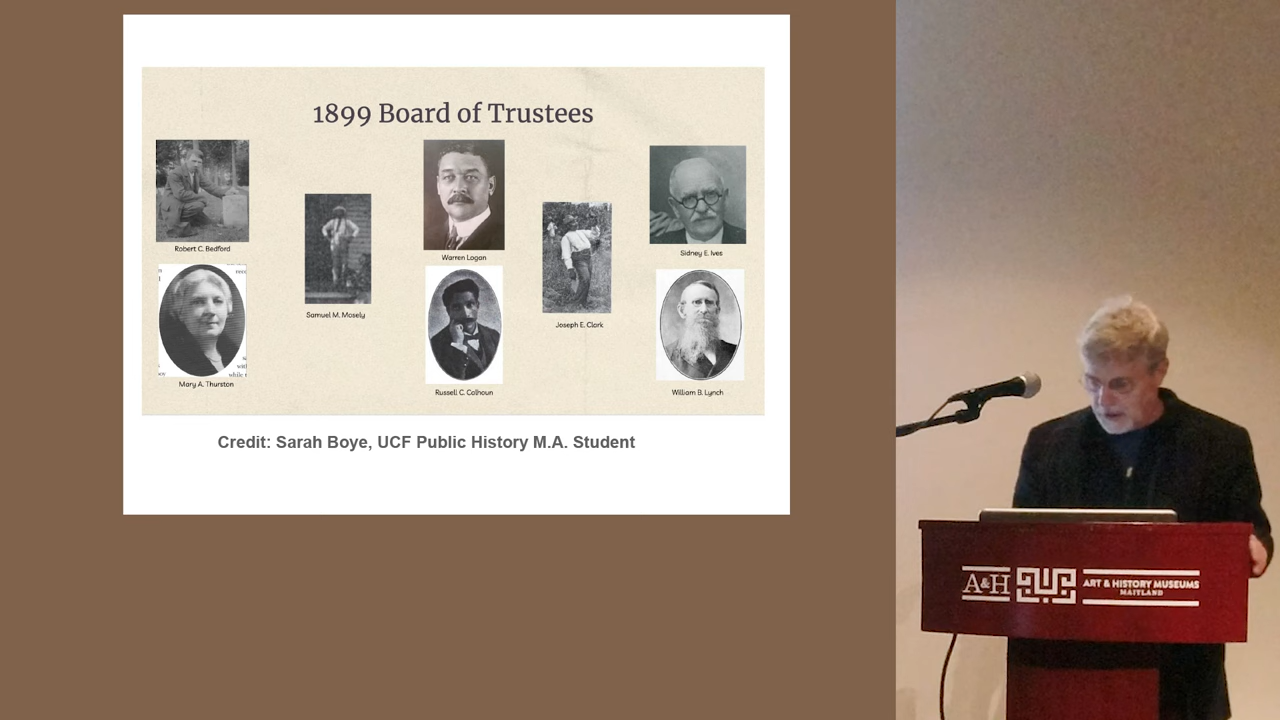 1899 Board of Trustees
Robert C. Bedford
Samuel M. Mosely
Warren Logan
Joseph E. Clark
Sidney E. Ives
Mary A. Thurston
Russell C. Calhoun
William B. Lynch
Credit: Sarah Boye, UCF Public History M.A. Student
A&H
ART & HISTORY MUSEUMS
MAITLAND